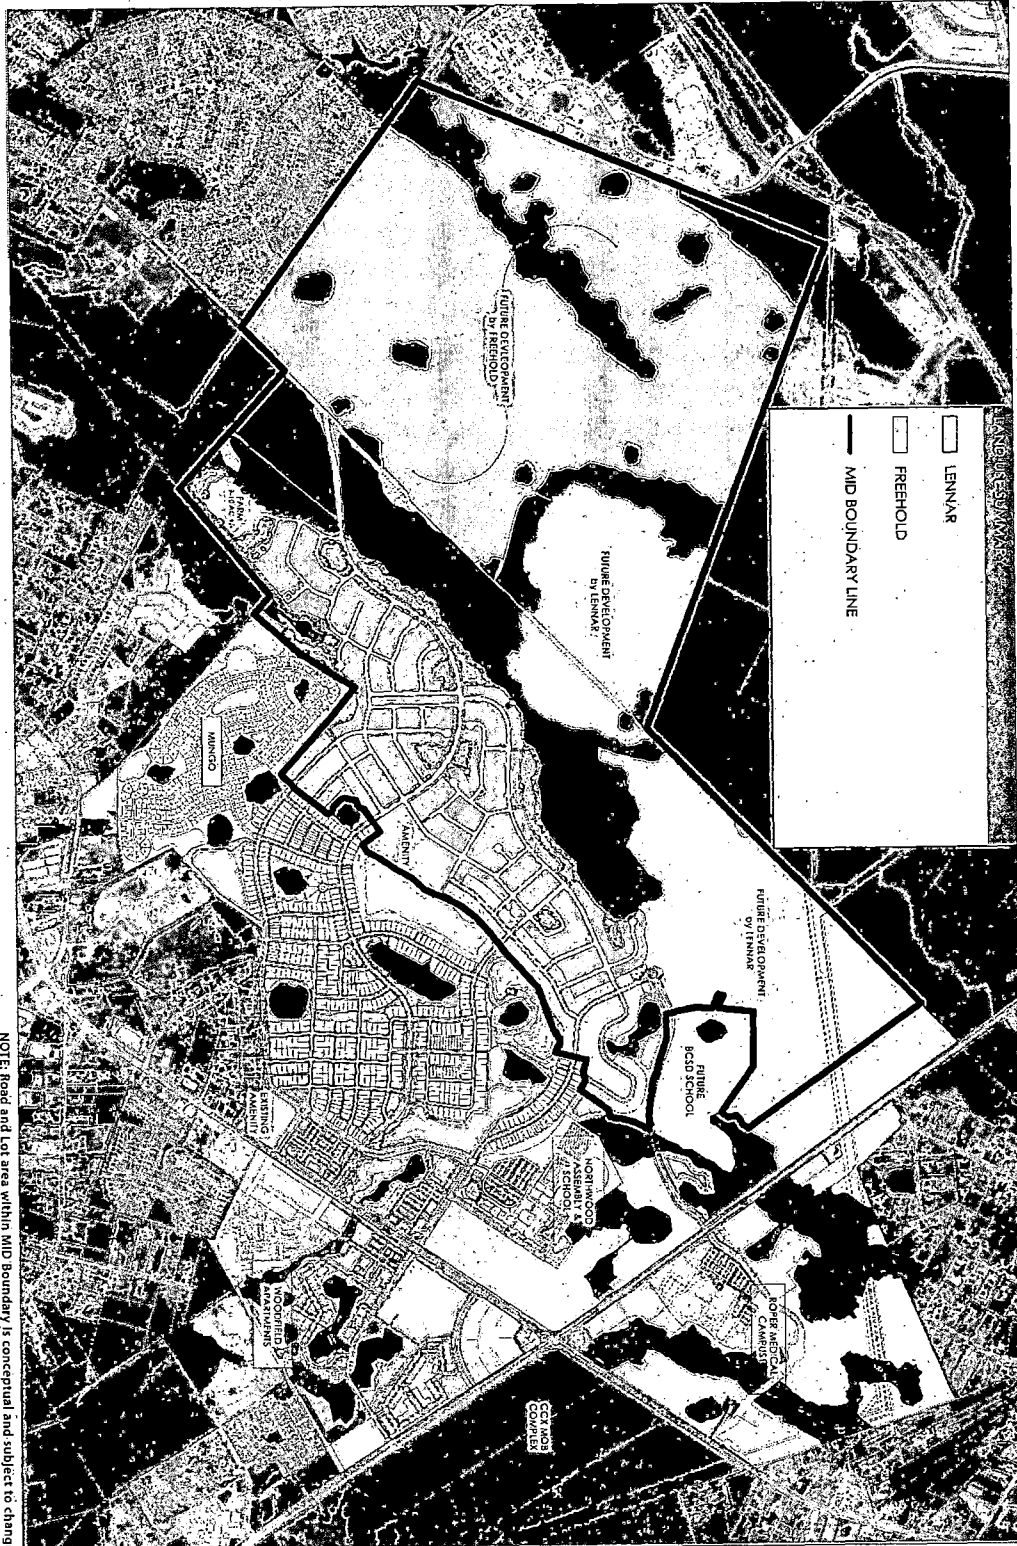 LAND USE SUMMARY
LENNAR
FREEHOLD
MID BOUNDARY LINE
FUTURE DEVELOPMENT
by FREEHOLD
FUTURE DEVELOPMENT
by LENNAR
FUTURE DEVELOPMENT
by LENNAR
FUTURE
BCSD SCHOOL
AMENITY
MUNGO
EXISTING
AMENITY
NORTHWOOD
ASSEMBLY &
SCHOOL
ROPER MEDICAL
CAMPUS
WOODFIELD
APARTMENTS
COMPLEX
NOTE: Road and Lot area within MID Boundary is conceptual and subject to chang